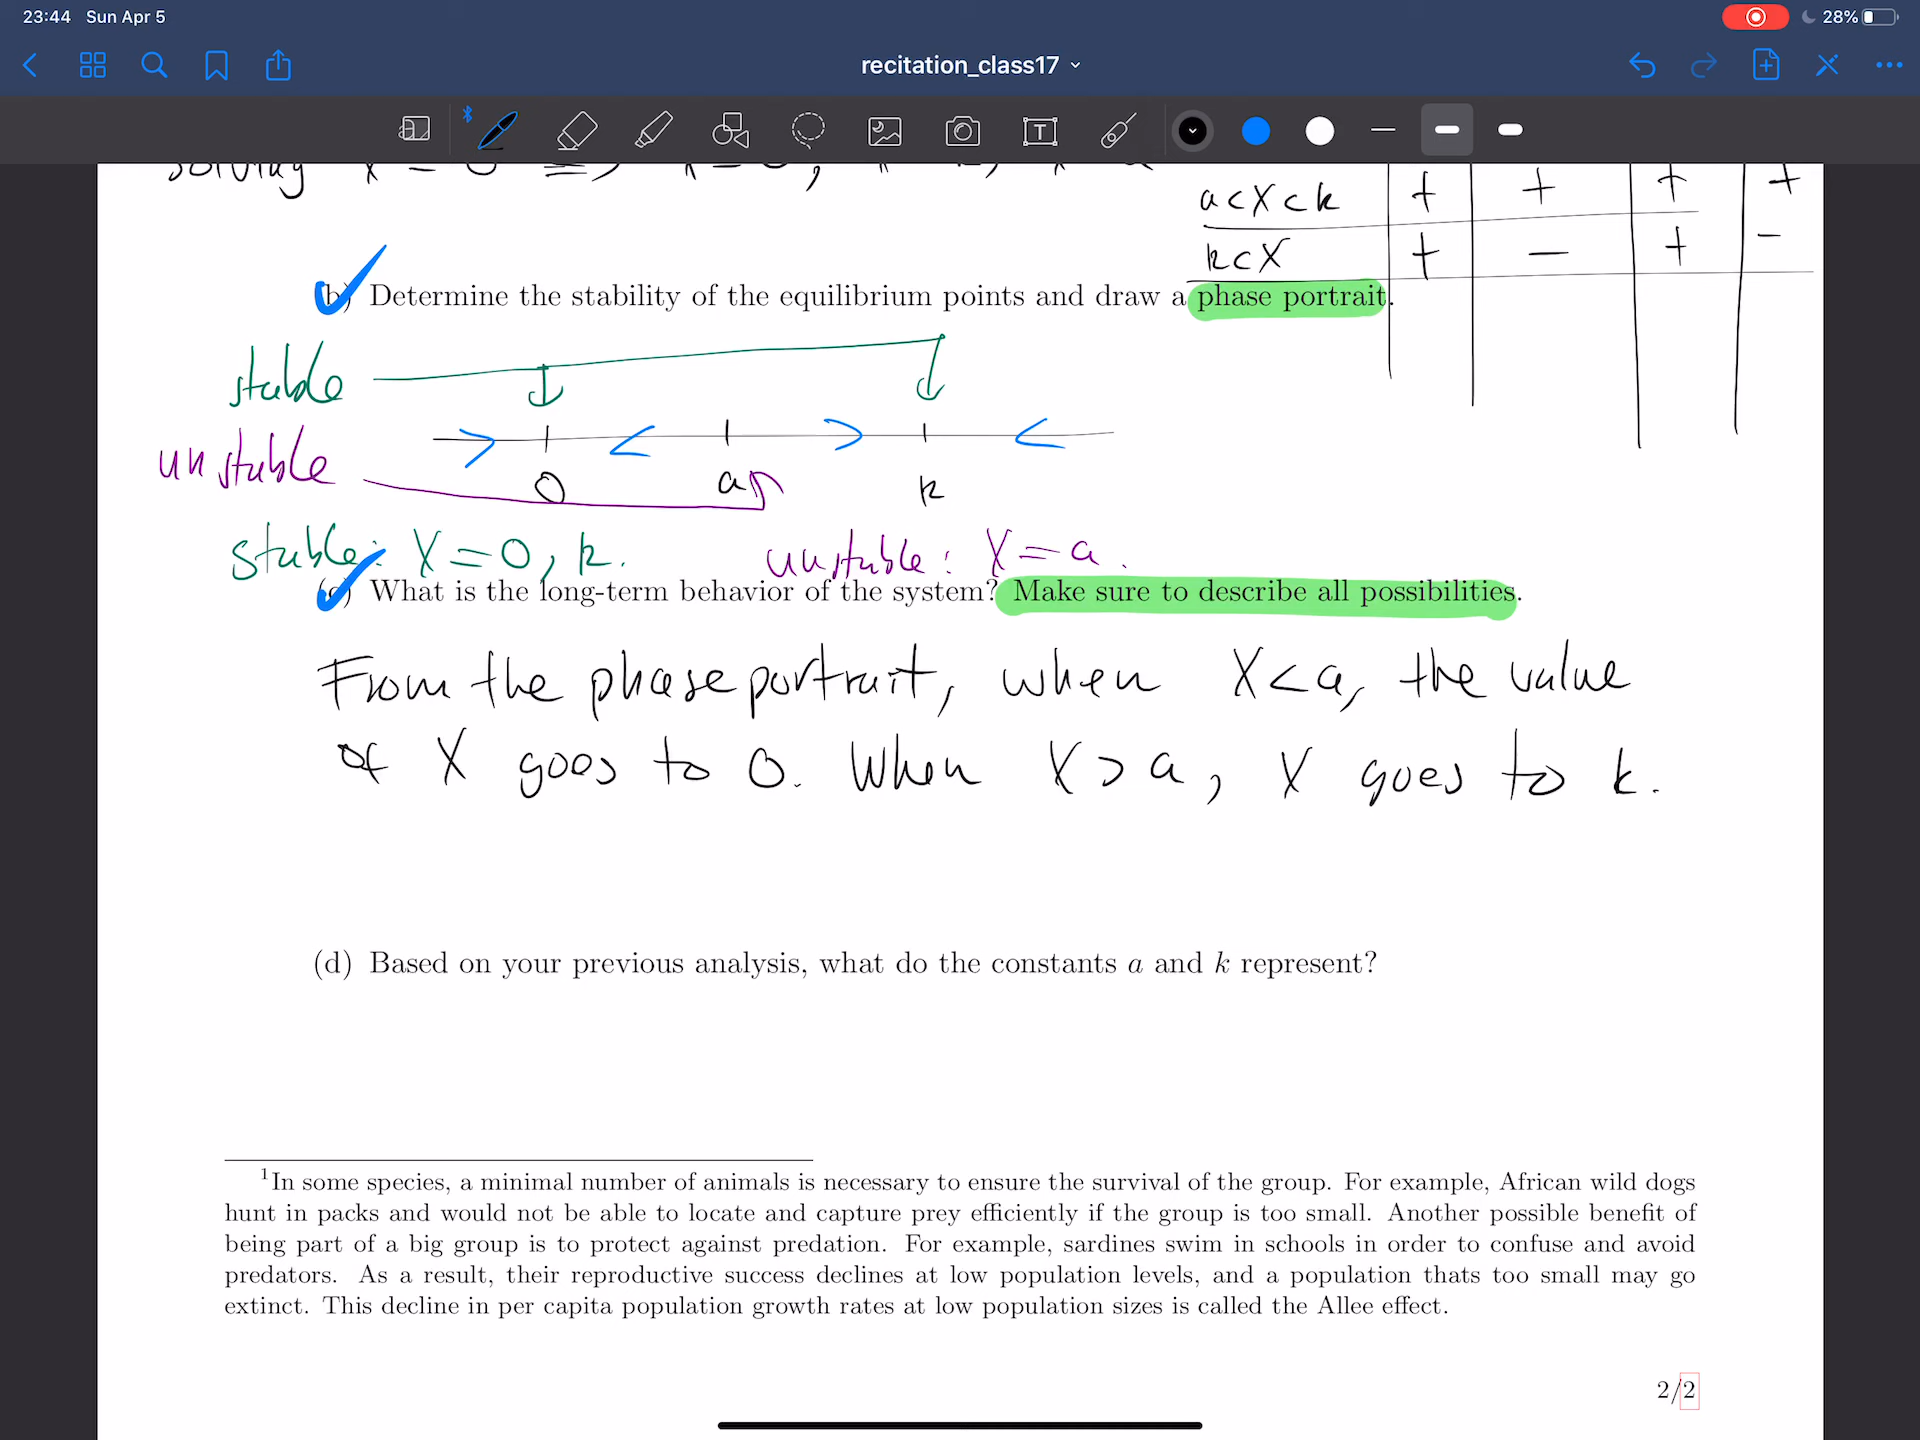 23:44 Sun Apr 5
28%
recitation_class17
solving
a<X<k + + + +
k<X + − + −
(b) Determine the stability of the equilibrium points and draw a phase portrait.
stable
unstable
0 a k
stable: X=0, k. unstable: X=a.
(c) What is the long-term behavior of the system? Make sure to describe all possibilities.
From the phase portrait, when X<a, the value
of X goes to 0. When X>a, X goes to k.
(d) Based on your previous analysis, what do the constants a and k represent?
1In some species, a minimal number of animals is necessary to ensure the survival of the group. For example, African wild dogs
hunt in packs and would not be able to locate and capture prey efficiently if the group is too small. Another possible benefit of
being part of a big group is to protect against predation. For example, sardines swim in schools in order to confuse and avoid
predators. As a result, their reproductive success declines at low population levels, and a population thats too small may go
extinct. This decline in per capita population growth rates at low population sizes is called the Allee effect.
2/2